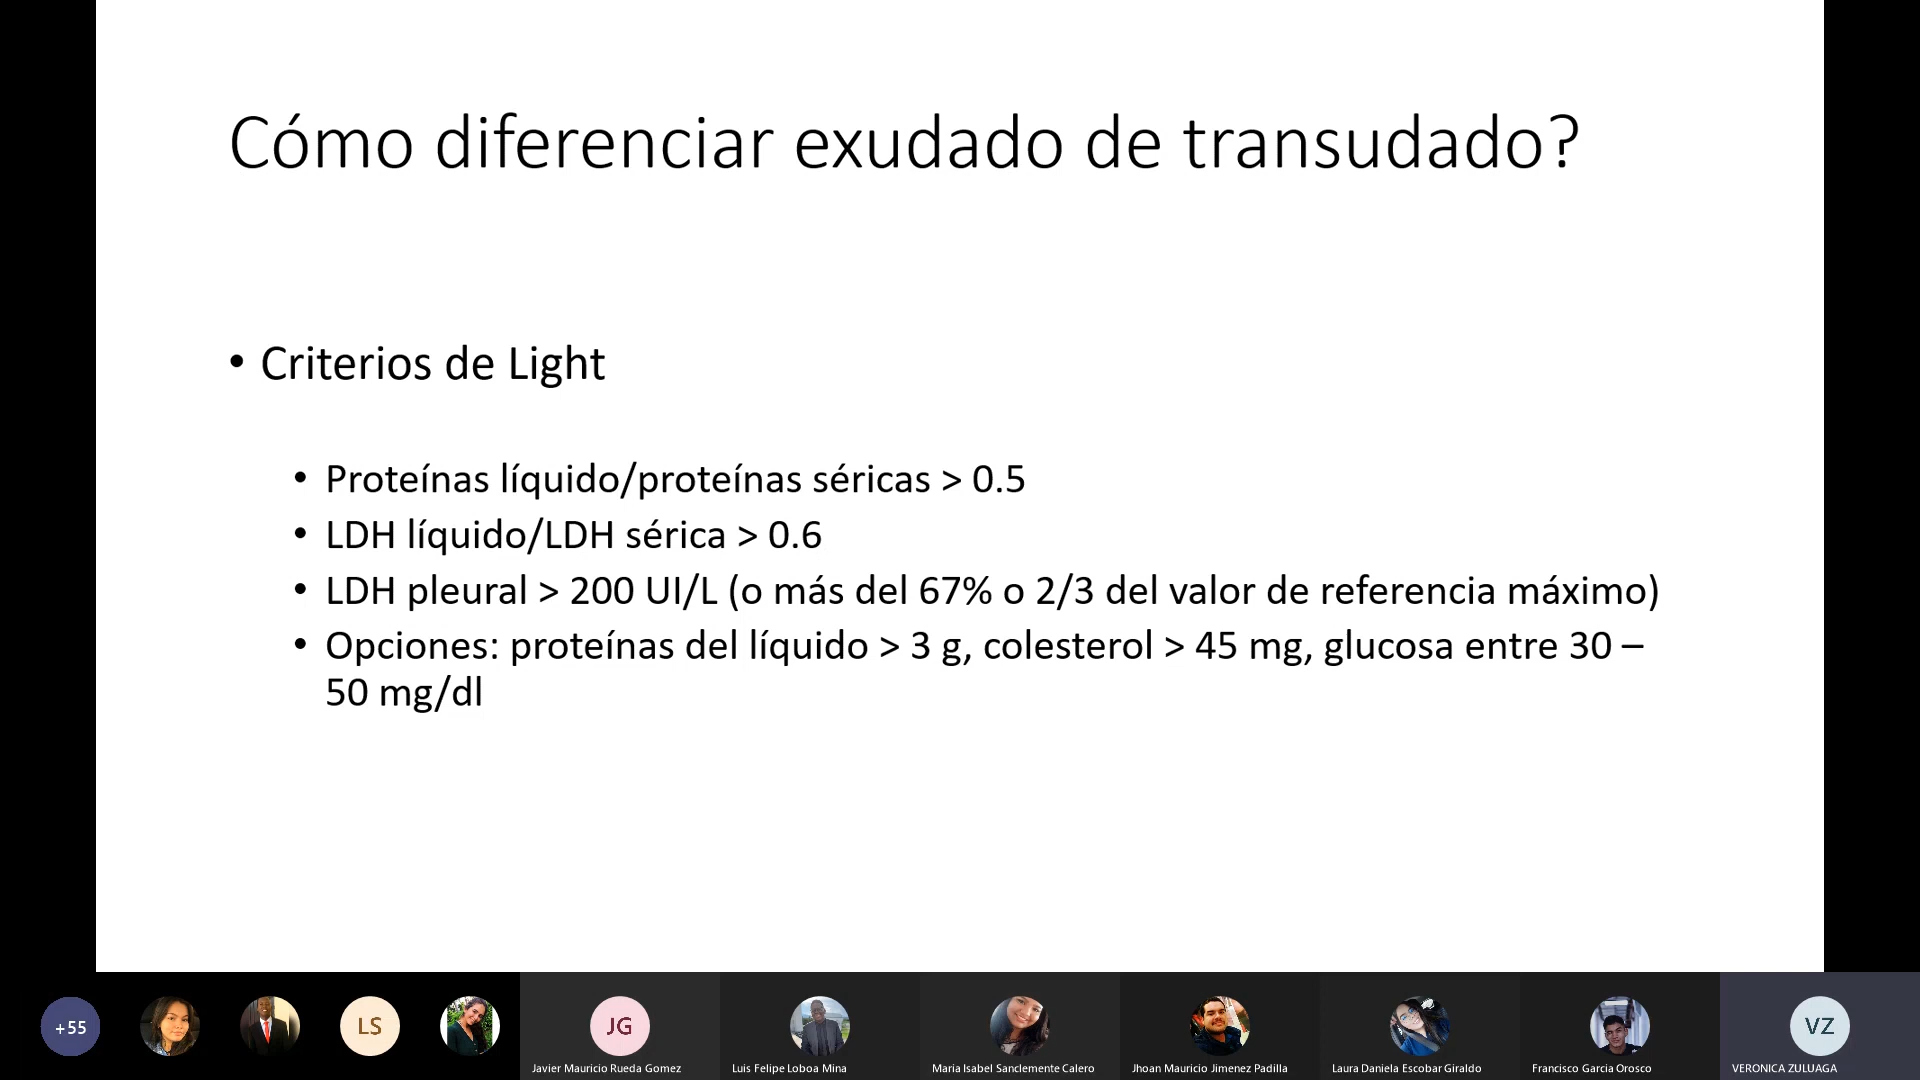 Cómo diferenciar exudado de transudado?
• Criterios de Light
• Proteínas líquido/proteínas séricas > 0.5
• LDH líquido/LDH sérica > 0.6
• LDH pleural > 200 UI/L (o más del 67% o 2/3 del valor de referencia máximo)
• Opciones: proteínas del líquido > 3 g, colesterol > 45 mg, glucosa entre 30 –
50 mg/dl
+55
LS
JG
VZ
Javier Mauricio Rueda Gomez
Luis Felipe Loboa Mina
Maria Isabel Sanclemente Calero
Jhoan Mauricio Jimenez Padilla
Laura Daniela Escobar Giraldo
Francisco Garcia Orosco
VERONICA ZULUAGA